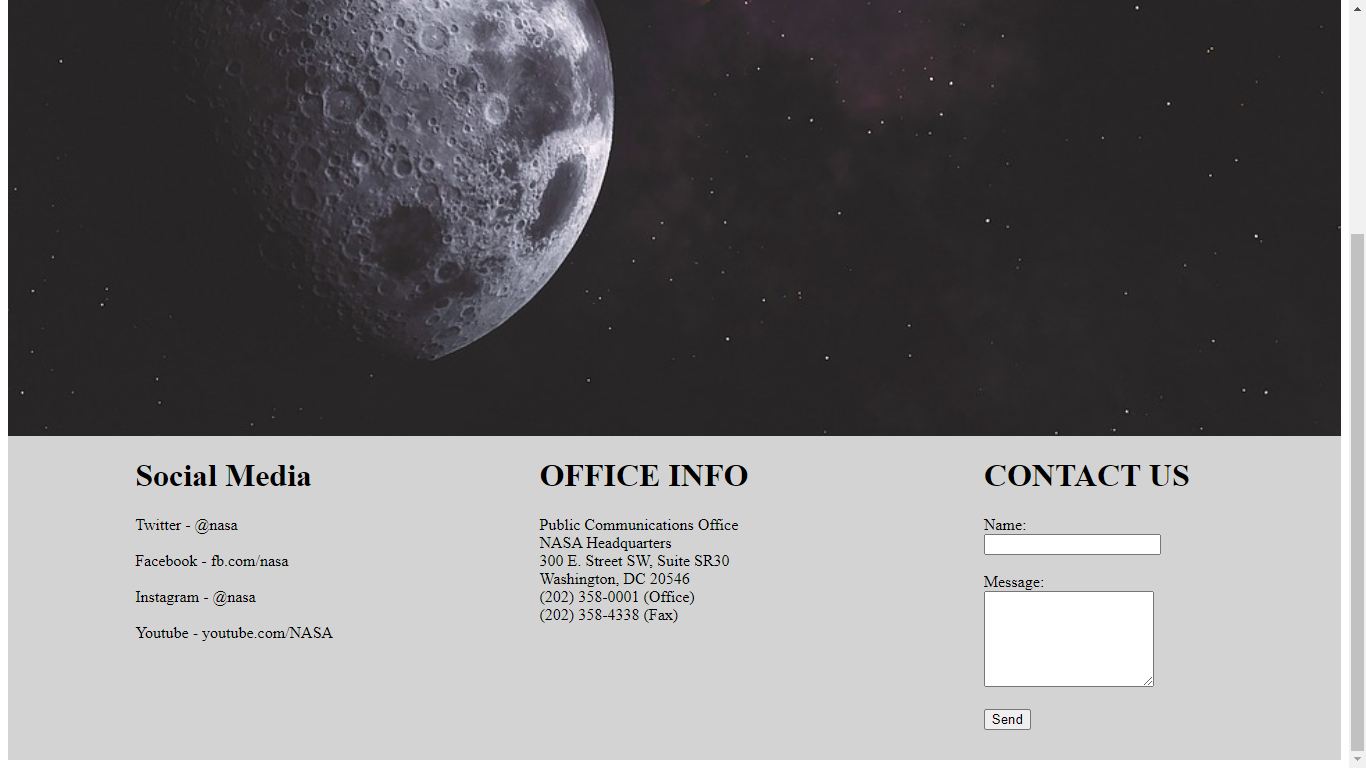 Social Media
Twitter - @nasa
Facebook - fb.com/nasa
Instagram - @nasa
Youtube - youtube.com/NASA
OFFICE INFO
Public Communications Office
NASA Headquarters
300 E. Street SW, Suite SR30
Washington, DC 20546
(202) 358-0001 (Office)
(202) 358-4338 (Fax)
CONTACT US
Name:
Message:
Send